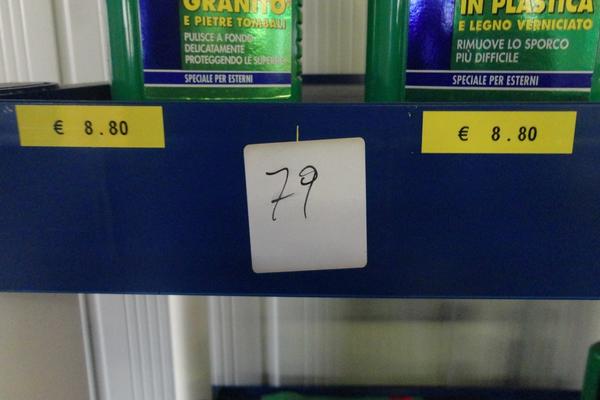 GRANITO
E PIETRE TOMBALI
PULISCE A FONDO
DELICATAMENTE
PROTEGGENDO LE SUPERFICI
SPECIALE PER ESTERNI
IN PLASTICA
E LEGNO VERNICIATO
RIMUOVE LO SPORCO
PIÙ DIFFICILE
SPECIALE PER ESTERNI
€ 8.80
€ 8.80
79